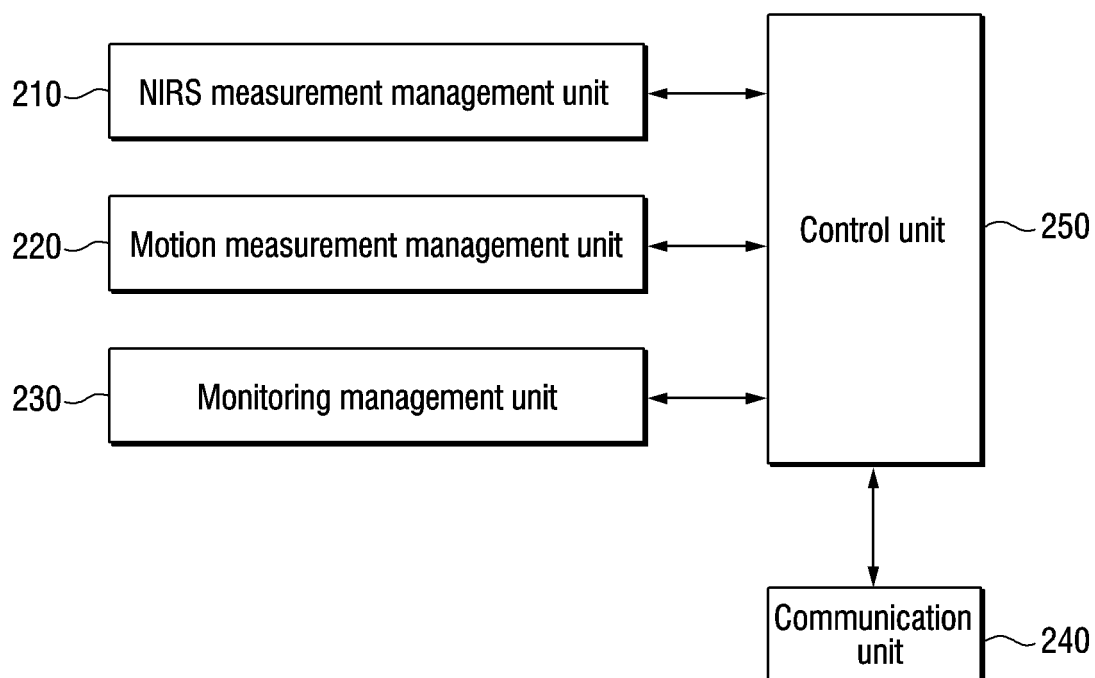 210
NIRS measurement management unit
220
Motion measurement management unit
230
Monitoring management unit
Control unit
250
Communication
unit
240